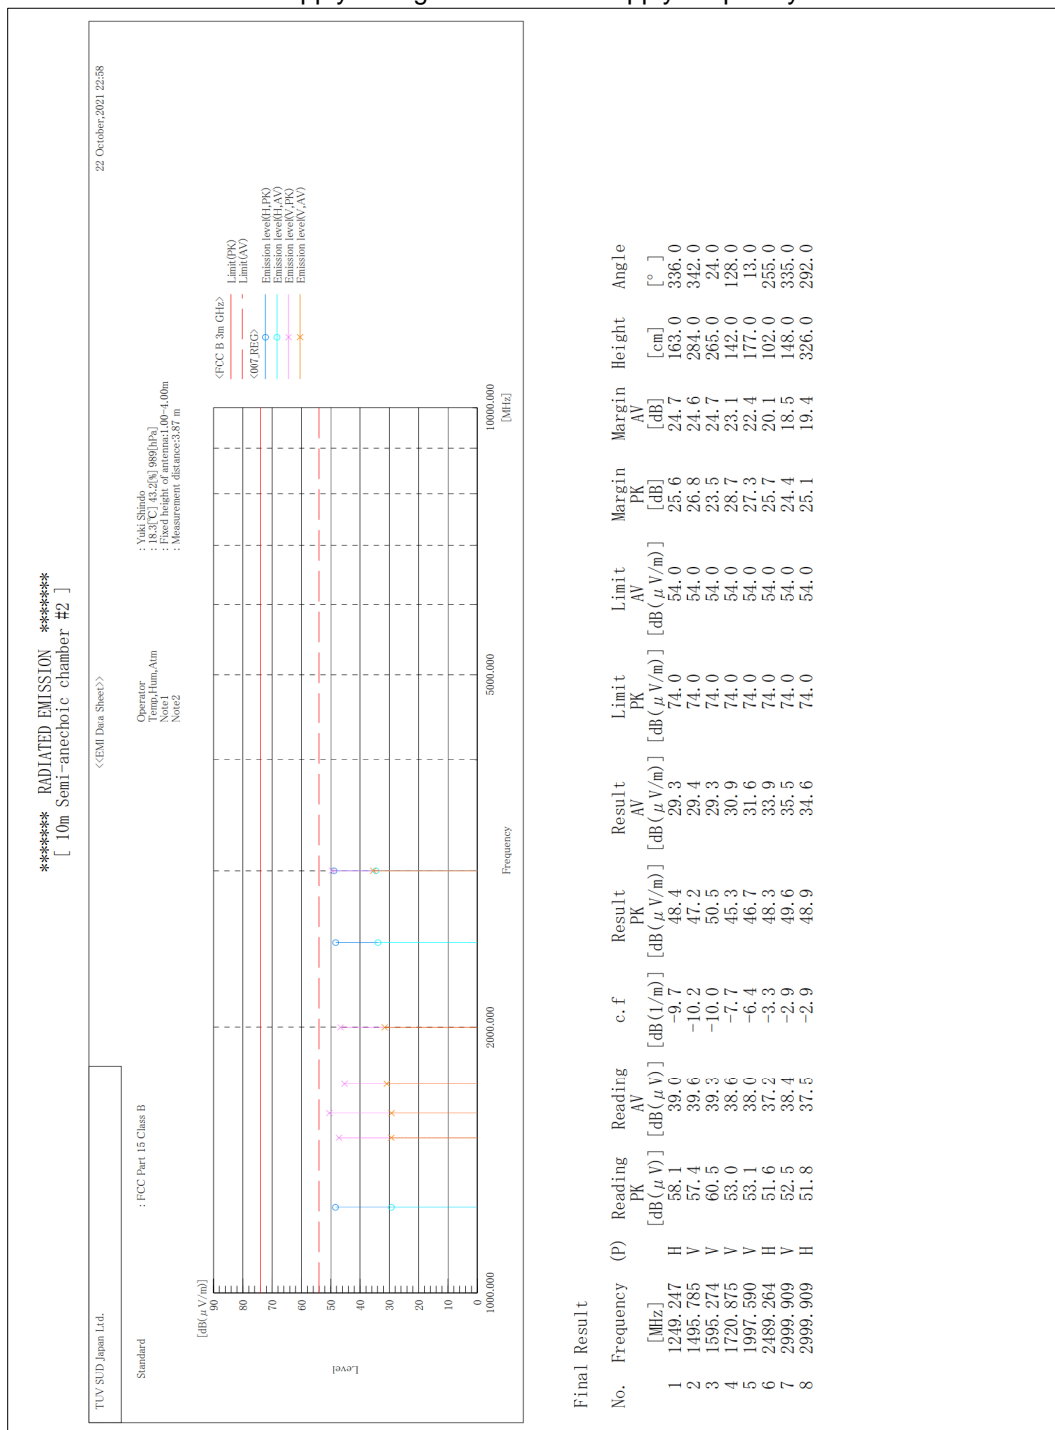 ******* RADIATED EMISSION *******
[ 10m Semi-anechoic chamber #2 ]
TUV SUD Japan Ltd.
<<EMI Data Sheet>>
22 October,2021 22:58
Standard : FCC Part 15 Class B
Operator : Yuki Shindo
Temp,Hum,Atm : 18.3[℃] 43.2[%] 989[hPa]
Note1 : Fixed height of antenna:1.00-4.00m
Note2 : Measurement distance:3.87 m
<FCC B 3m GHz>
Limit(PK)
Limit(AV)
<007_REG>
Emission level(H,PK)
Emission level(H,AV)
Emission level(V,PK)
Emission level(V,AV)
[dB(μV/m)]
90
80
70
60
50
40
30
20
10
0
Level
1000.000 2000.000 5000.000 10000.000
Frequency [MHz]
Final Result
No. Frequency (P) Reading Reading c.f Result Result Limit Limit Margin Margin Height Angle
PK AV PK AV PK AV PK AV
[MHz] [dB(μV)] [dB(μV)] [dB(1/m)] [dB(μV/m)] [dB(μV/m)] [dB(μV/m)] [dB(μV/m)] [dB] [dB] [cm] [°]
1 1249.247 H 58.1 39.0 -9.7 48.4 29.3 74.0 54.0 25.6 24.7 163.0 336.0
2 1495.785 V 57.4 39.6 -10.2 47.2 29.4 74.0 54.0 26.8 24.6 284.0 342.0
3 1595.274 V 60.5 39.3 -10.0 50.5 29.3 74.0 54.0 23.5 24.7 265.0 24.0
4 1720.875 V 53.0 38.6 -7.7 45.3 30.9 74.0 54.0 28.7 23.1 142.0 128.0
5 1997.590 V 53.1 38.0 -6.4 46.7 31.6 74.0 54.0 27.3 22.4 177.0 13.0
6 2489.264 H 51.6 37.2 -3.3 48.3 33.9 74.0 54.0 25.7 20.1 102.0 255.0
7 2999.909 V 52.5 38.4 -2.9 49.6 35.5 74.0 54.0 24.4 18.5 148.0 335.0
8 2999.909 H 51.8 37.5 -2.9 48.9 34.6 74.0 54.0 25.1 19.4 326.0 292.0